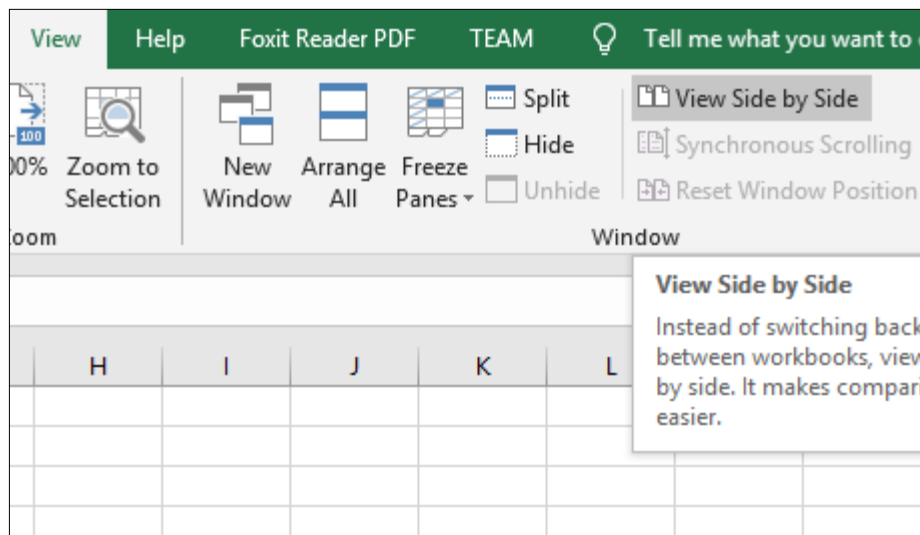 View Help Foxit Reader PDF TEAM Tell me what you want to
100
00% Zoom to Selection New Window Arrange All Freeze Panes Split
Hide
Unhide
View Side by Side
Synchronous Scrolling
Reset Window Position
Zoom Window
View Side by Side
Instead of switching back
between workbooks, view
by side. It makes compari
easier.
H I J K L